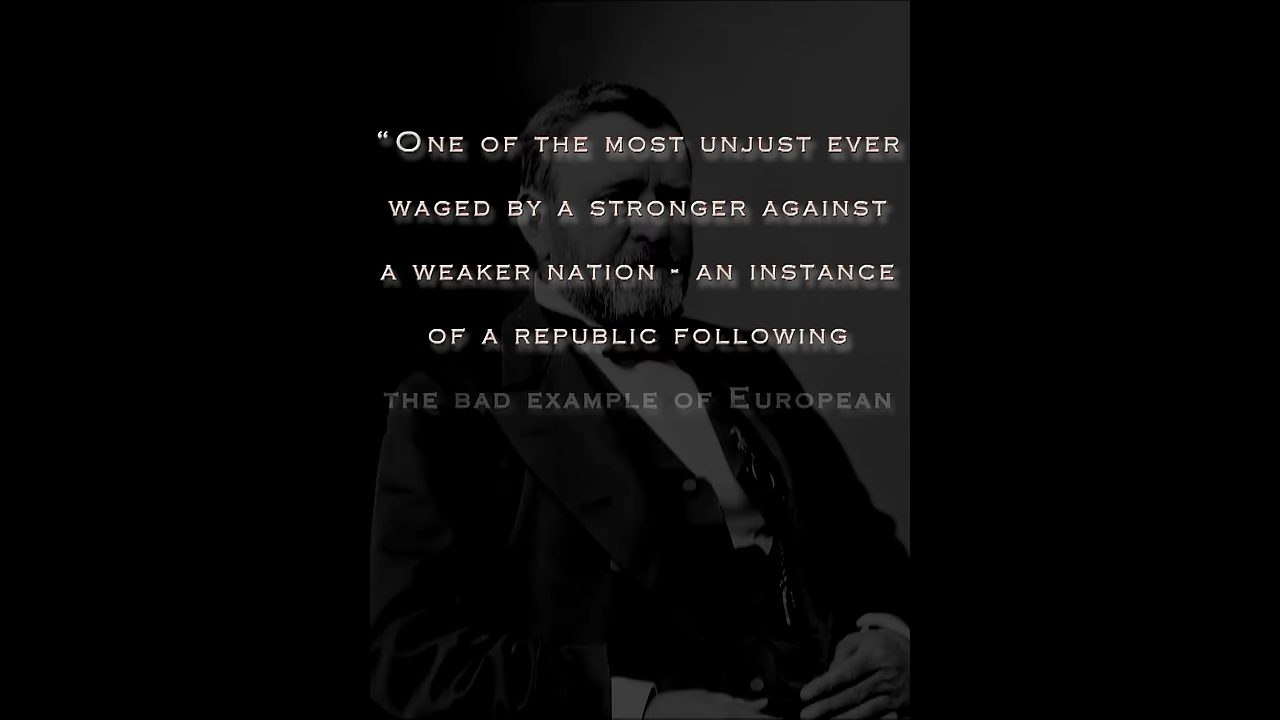 “One of the most unjust ever
waged by a stronger against
a weaker nation - an instance
of a republic following
the bad example of European